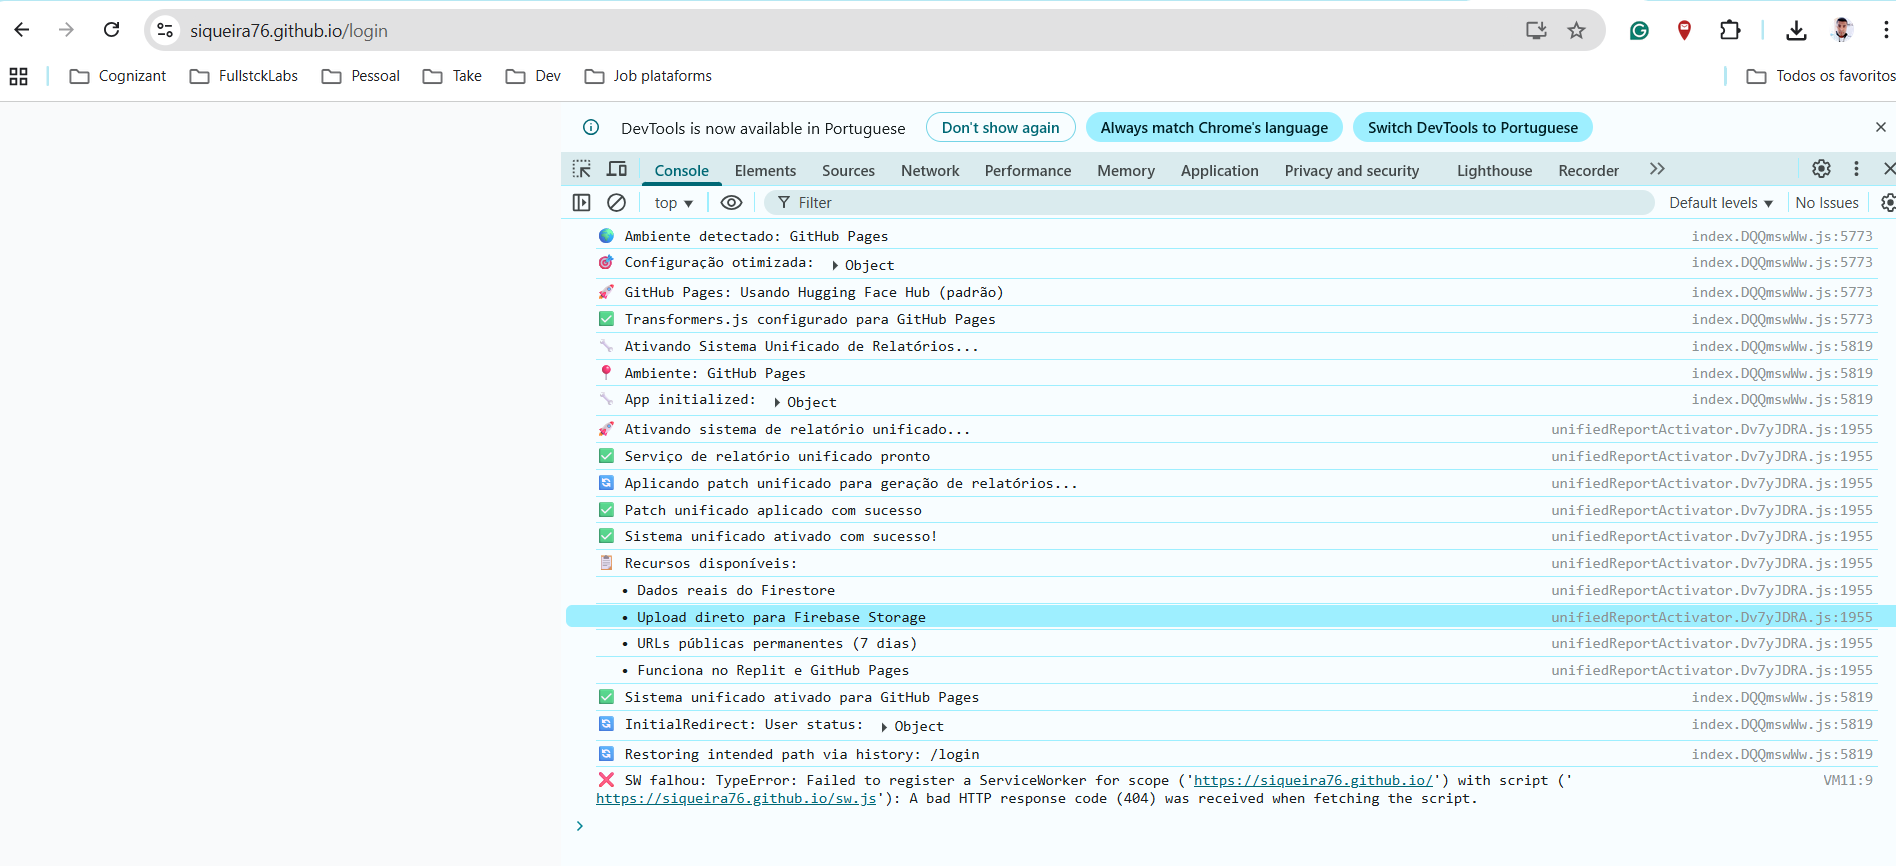 siqueira76.github.io/login
Cognizant FullstckLabs Pessoal Take Dev Job plataforms Todos os favoritos
DevTools is now available in Portuguese Don't show again Always match Chrome's language Switch DevTools to Portuguese
Console Elements Sources Network Performance Memory Application Privacy and security Lighthouse Recorder
top Filter Default levels No Issues
Ambiente detectado: GitHub Pages index.DQQmswWw.js:5773
Configuração otimizada: Object index.DQQmswWw.js:5773
GitHub Pages: Usando Hugging Face Hub (padrão) index.DQQmswWw.js:5773
Transformers.js configurado para GitHub Pages index.DQQmswWw.js:5773
Ativando Sistema Unificado de Relatórios... index.DQQmswWw.js:5819
Ambiente: GitHub Pages index.DQQmswWw.js:5819
App initialized: Object index.DQQmswWw.js:5819
Ativando sistema de relatório unificado... unifiedReportActivator.Dv7yJDRA.js:1955
Serviço de relatório unificado pronto unifiedReportActivator.Dv7yJDRA.js:1955
Aplicando patch unificado para geração de relatórios... unifiedReportActivator.Dv7yJDRA.js:1955
Patch unificado aplicado com sucesso unifiedReportActivator.Dv7yJDRA.js:1955
Sistema unificado ativado com sucesso! unifiedReportActivator.Dv7yJDRA.js:1955
Recursos disponíveis: unifiedReportActivator.Dv7yJDRA.js:1955
• Dados reais do Firestore unifiedReportActivator.Dv7yJDRA.js:1955
• Upload direto para Firebase Storage unifiedReportActivator.Dv7yJDRA.js:1955
• URLs públicas permanentes (7 dias) unifiedReportActivator.Dv7yJDRA.js:1955
• Funciona no Replit e GitHub Pages unifiedReportActivator.Dv7yJDRA.js:1955
Sistema unificado ativado para GitHub Pages index.DQQmswWw.js:5819
InitialRedirect: User status: Object index.DQQmswWw.js:5819
Restoring intended path via history: /login index.DQQmswWw.js:5819
SW falhou: TypeError: Failed to register a ServiceWorker for scope ('https://siqueira76.github.io/') with script (' VM11:9
https://siqueira76.github.io/sw.js'): A bad HTTP response code (404) was received when fetching the script.